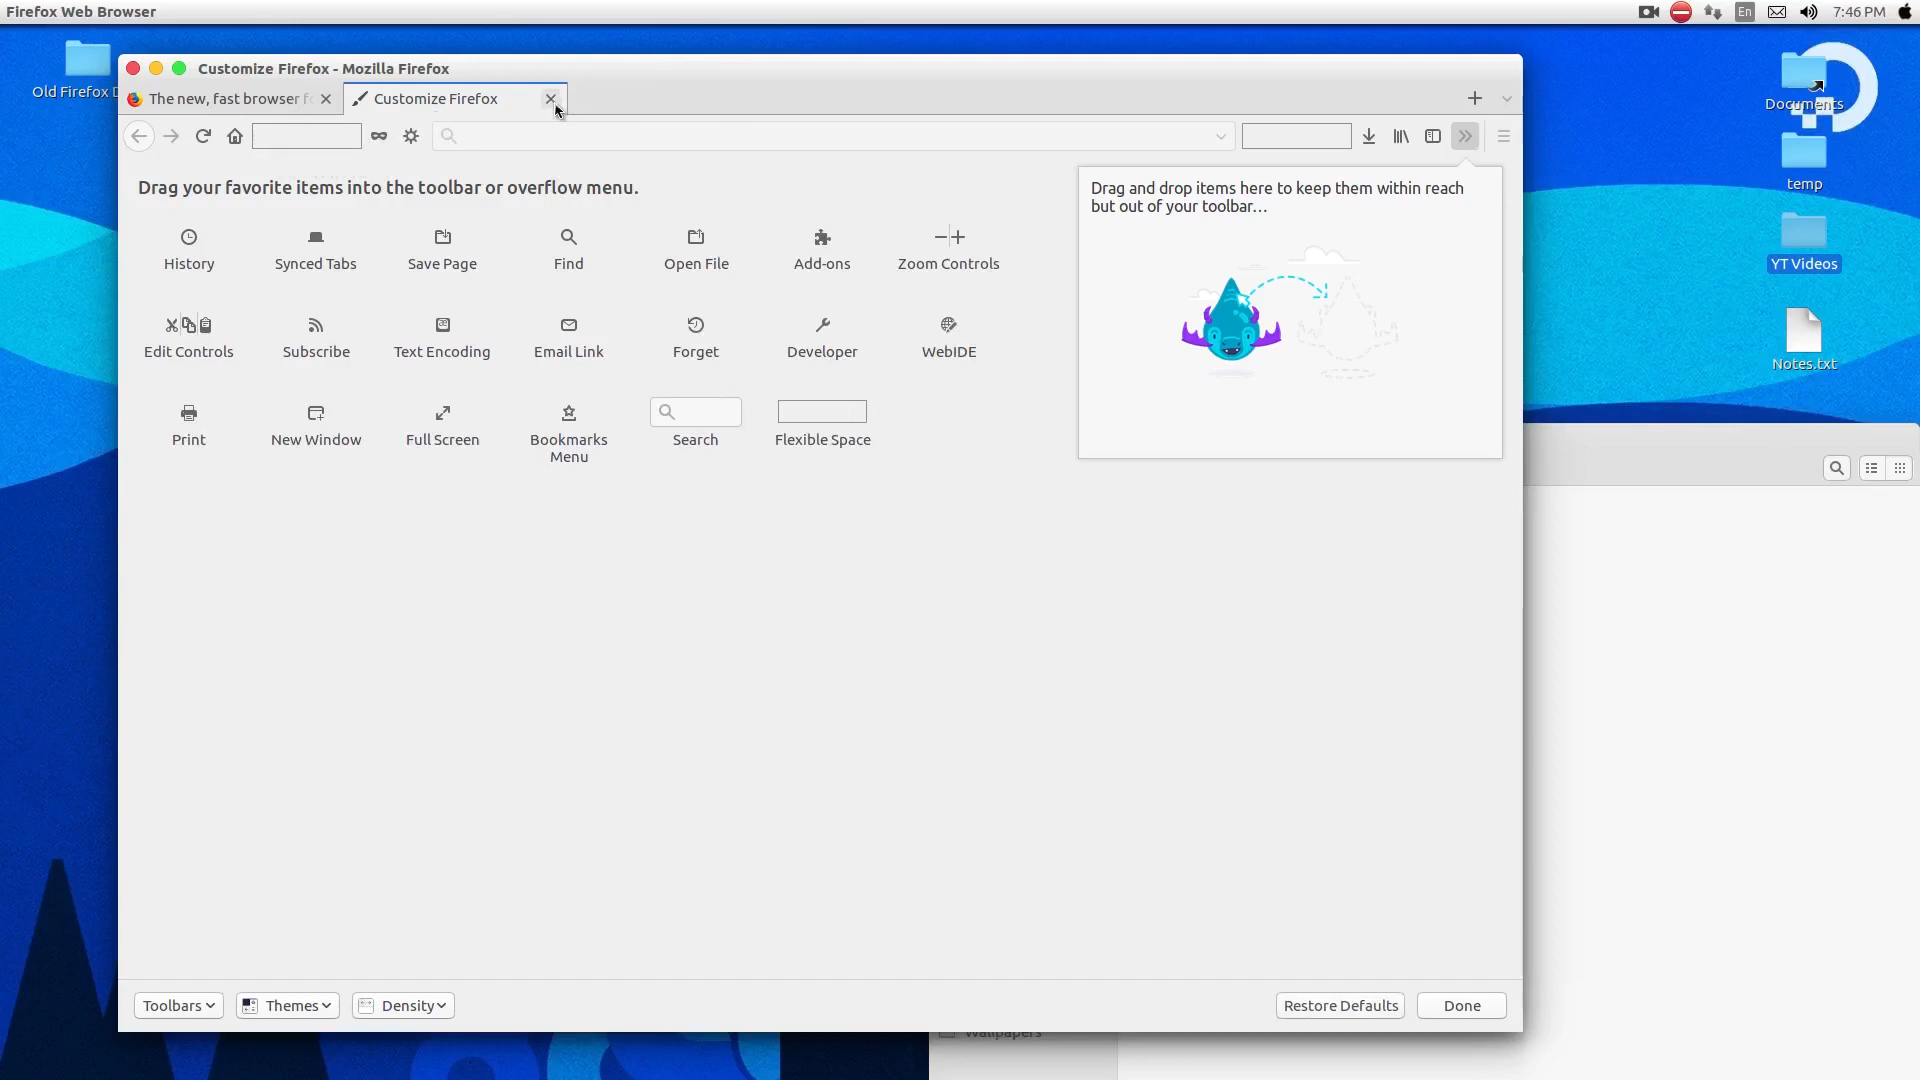 Firefox Web Browser
En
7:46 PM
Old Firefox D
Customize Firefox - Mozilla Firefox
The new, fast browser f
Customize Firefox
Documents
temp
YT Videos
Notes.txt
Drag your favorite items into the toolbar or overflow menu.
Drag and drop items here to keep them within reach
but out of your toolbar…
History
Synced Tabs
Save Page
Find
Open File
Add-ons
Zoom Controls
Edit Controls
Subscribe
Text Encoding
Email Link
Forget
Developer
WebIDE
Print
New Window
Full Screen
Bookmarks
Menu
Search
Flexible Space
Toolbars
Themes
Density
Restore Defaults
Done
Wallpapers